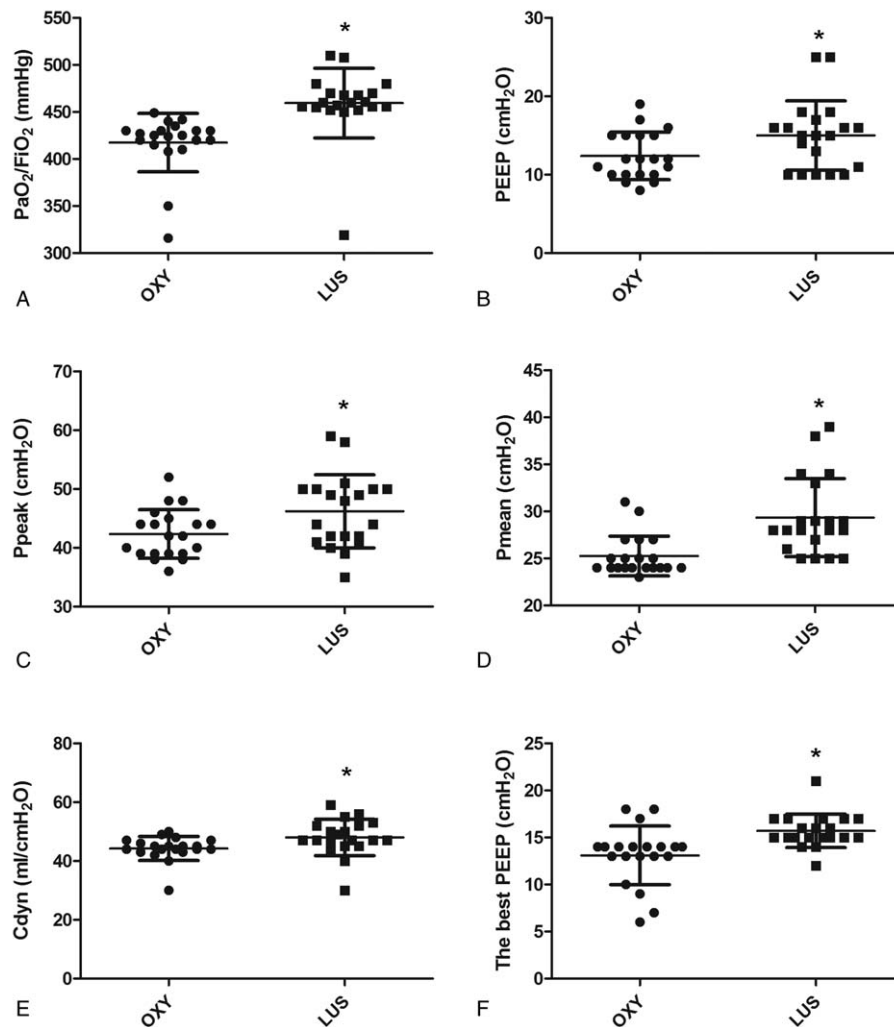 550
500
450
400
350
300
PaO2/FiO2 (mmHg)
*
OXY
LUS
A
30
20
10
0
PEEP (cmH2O)
*
OXY
LUS
B
70
60
50
40
30
Ppeak (cmH2O)
*
OXY
LUS
C
45
40
35
30
25
20
Pmean (cmH2O)
*
OXY
LUS
D
80
60
40
20
0
Cdyn (ml/cmH2O)
*
OXY
LUS
E
25
20
15
10
5
0
The best PEEP (cmH2O)
*
OXY
LUS
F